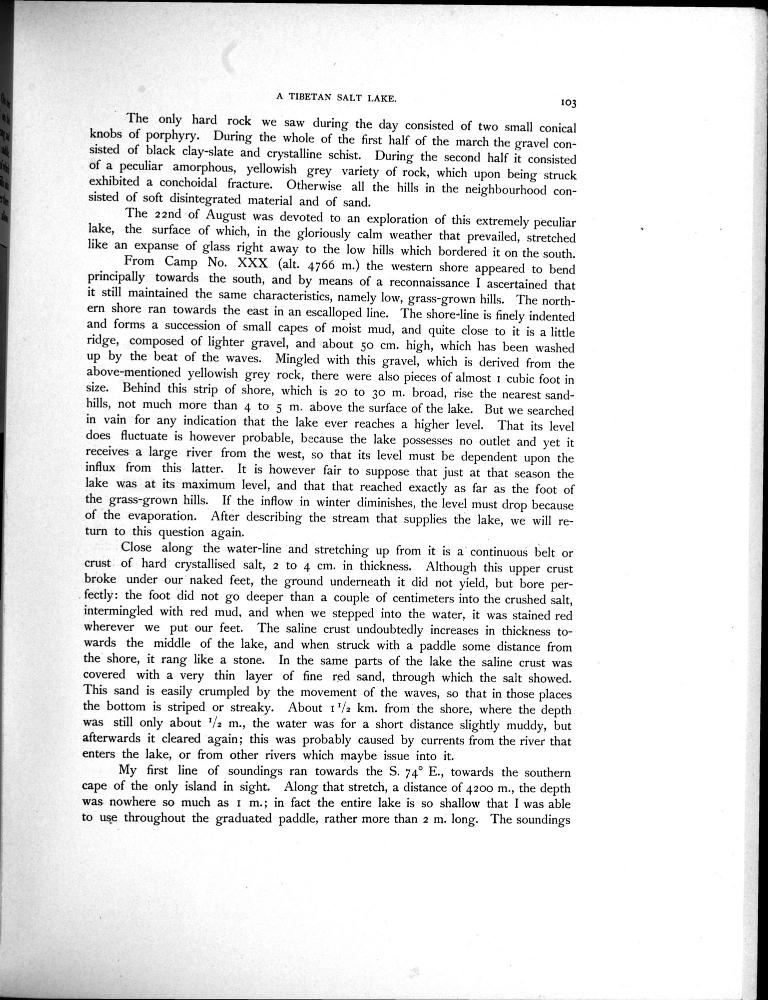 A TIBETAN SALT LAKE.
103
The only hard rock we saw during the day consisted of two small conical
knobs of porphyry. During the whole of the first half of the march the gravel con-
sisted of black clay-slate and crystalline schist. During the second half it consisted
of a peculiar amorphous, yellowish grey variety of rock, which upon being struck
exhibited a conchoidal fracture. Otherwise all the hills in the neighbourhood con-
sisted of soft disintegrated material and of sand.
The 22nd of August was devoted to an exploration of this extremely peculiar
lake, the surface of which, in the gloriously calm weather that prevailed, stretched
like an expanse of glass right away to the low hills which bordered it on the south.
From Camp No. XXX (alt. 4766 m.) the western shore appeared to bend
principally towards the south, and by means of a reconnaissance I ascertained that
it still maintained the same characteristics, namely low, grass-grown hills. The north-
ern shore ran towards the east in an escalloped line. The shore-line is finely indented
and forms a succession of small capes of moist mud, and quite close to it is a little
ridge, composed of lighter gravel, and about 50 cm. high, which has been washed
up by the beat of the waves. Mingled with this gravel, which is derived from the
above-mentioned yellowish grey rock, there were also pieces of almost 1 cubic foot in
size. Behind this strip of shore, which is 20 to 30 m. broad, rise the nearest sand-
hills, not much more than 4 to 5 m. above the surface of the lake. But we searched
in vain for any indication that the lake ever reaches a higher level. That its level
does fluctuate is however probable, because the lake possesses no outlet and yet it
receives a large river from the west, so that its level must be dependent upon the
influx from this latter. It is however fair to suppose that just at that season the
lake was at its maximum level, and that that reached exactly as far as the foot of
the grass-grown hills. If the inflow in winter diminishes, the level must drop because
of the evaporation. After describing the stream that supplies the lake, we will re-
turn to this question again.
Close along the water-line and stretching up from it is a continuous belt or
crust of hard crystallised salt, 2 to 4 cm. in thickness. Although this upper crust
broke under our naked feet, the ground underneath it did not yield, but bore per-
fectly: the foot did not go deeper than a couple of centimeters into the crushed salt,
intermingled with red mud, and when we stepped into the water, it was stained red
wherever we put our feet. The saline crust undoubtedly increases in thickness to-
wards the middle of the lake, and when struck with a paddle some distance from
the shore, it rang like a stone. In the same parts of the lake the saline crust was
covered with a very thin layer of fine red sand, through which the salt showed.
This sand is easily crumpled by the movement of the waves, so that in those places
the bottom is striped or streaky. About 1 1/2 km. from the shore, where the depth
was still only about 1/2 m., the water was for a short distance slightly muddy, but
afterwards it cleared again; this was probably caused by currents from the river that
enters the lake, or from other rivers which maybe issue into it.
My first line of soundings ran towards the S. 74° E., towards the southern
cape of the only island in sight. Along that stretch, a distance of 4200 m., the depth
was nowhere so much as 1 m.; in fact the entire lake is so shallow that I was able
to use throughout the graduated paddle, rather more than 2 m. long. The soundings